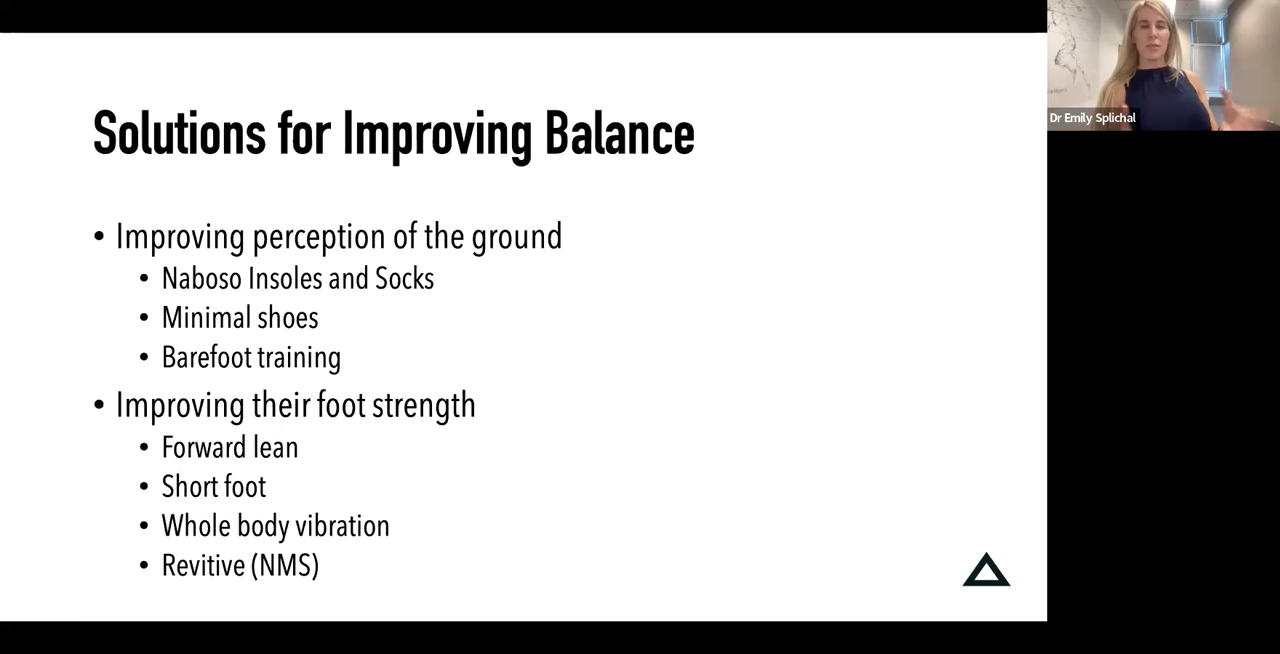 Solutions for Improving Balance
• Improving perception of the ground
• Naboso Insoles and Socks
• Minimal shoes
• Barefoot training
• Improving their foot strength
• Forward lean
• Short foot
• Whole body vibration
• Revitive (NMS)
Dr Emily Splichal